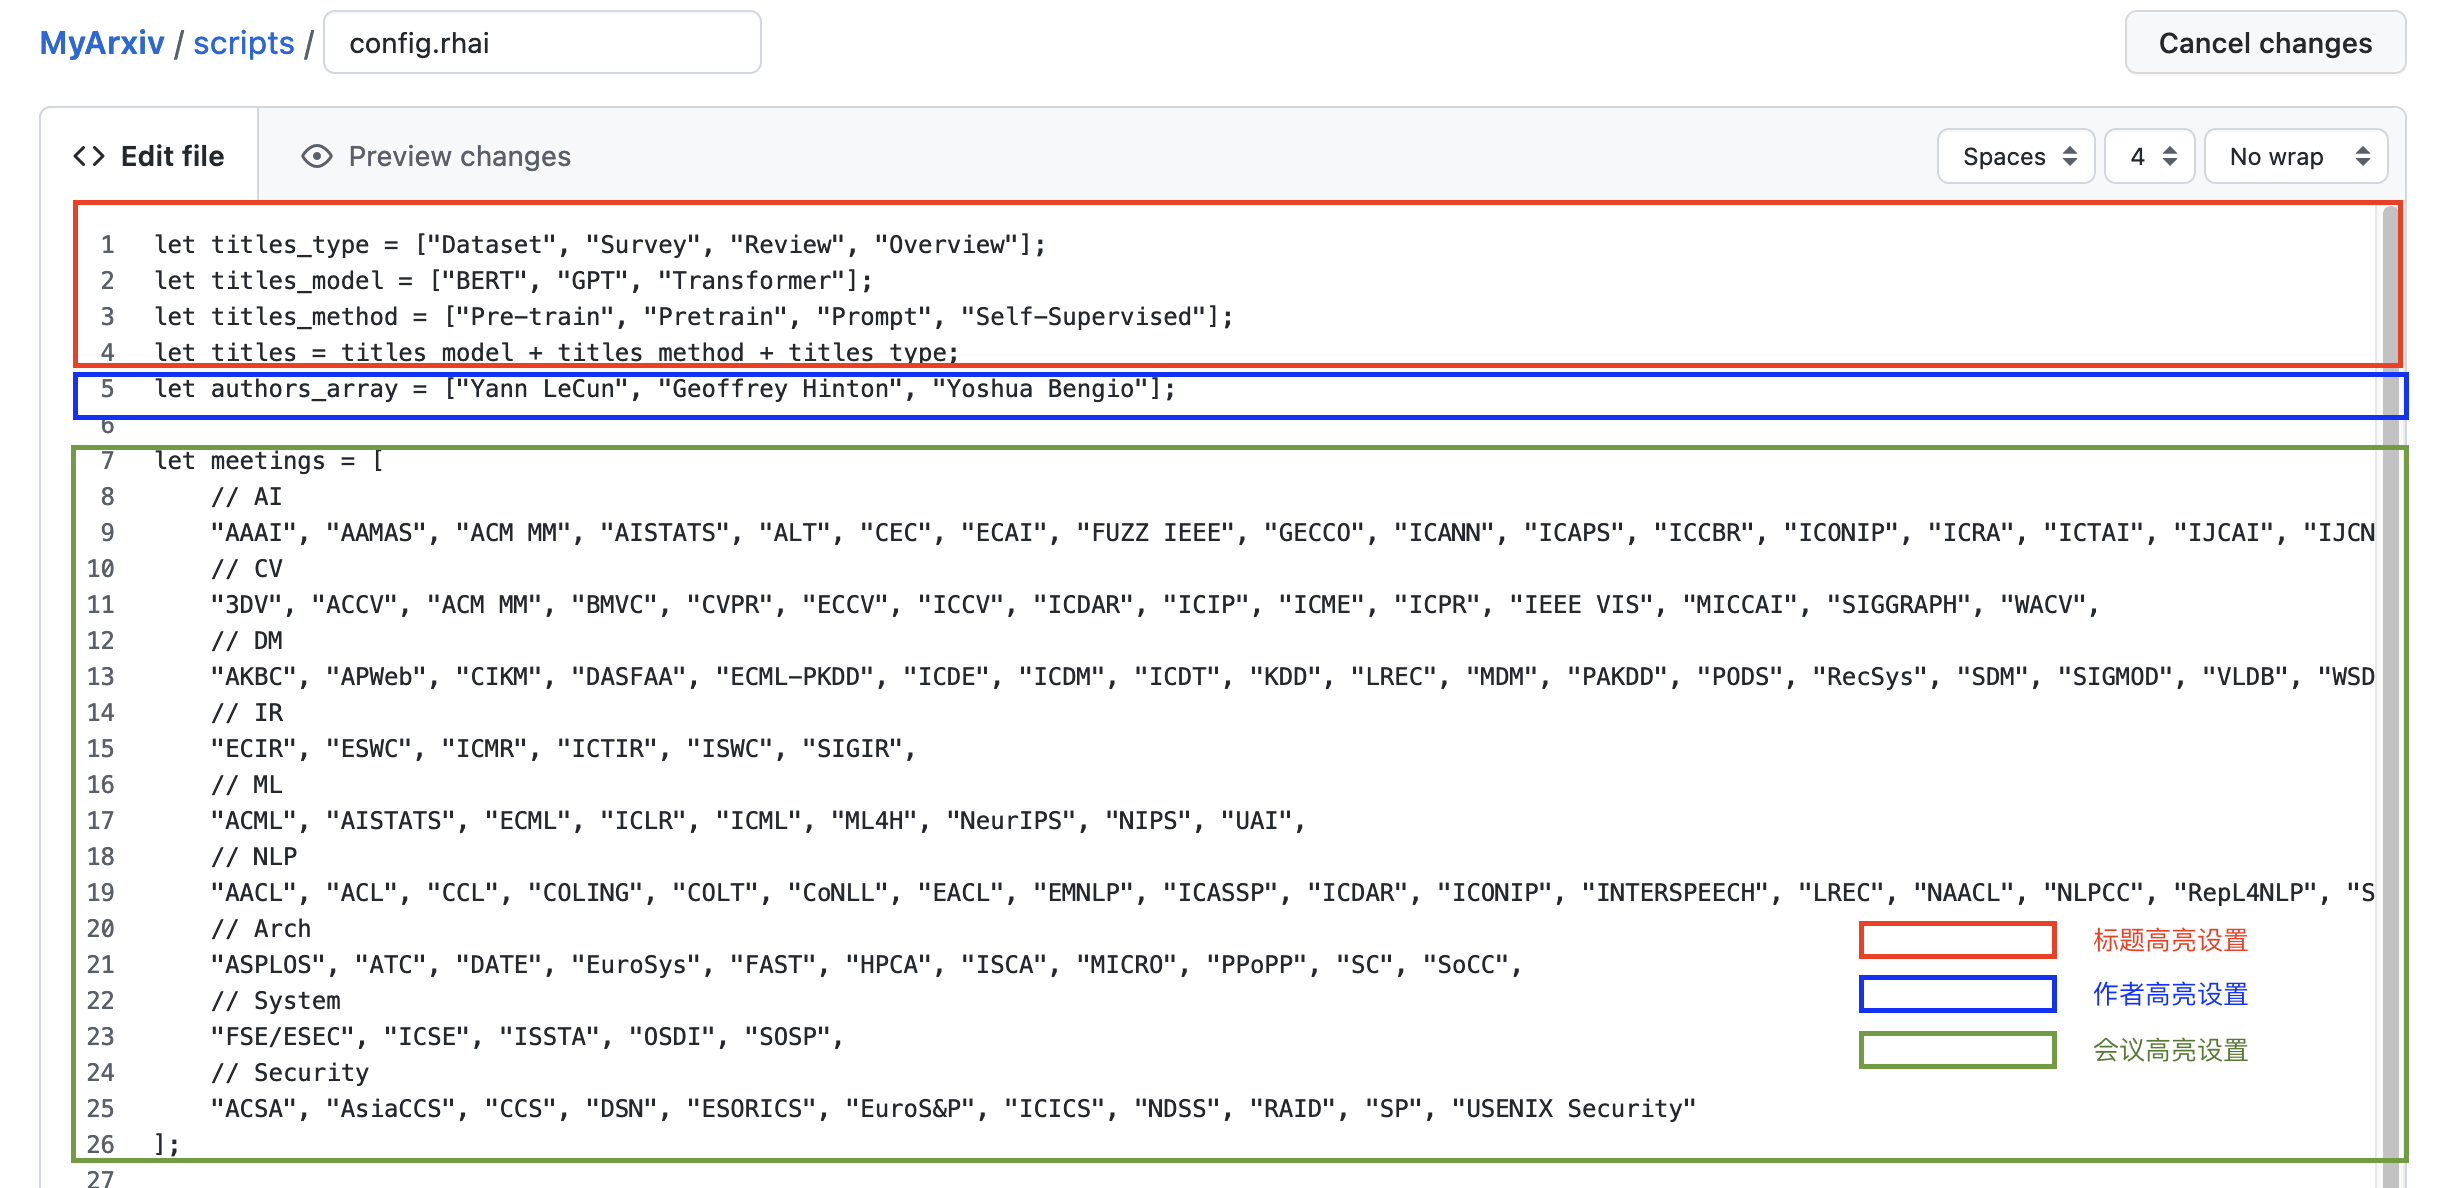 MyArxiv / scripts / config.rhai Cancel changes
<> Edit file Preview changes Spaces 4 No wrap
1 let titles_type = ["Dataset", "Survey", "Review", "Overview"];
2 let titles_model = ["BERT", "GPT", "Transformer"];
3 let titles_method = ["Pre-train", "Pretrain", "Prompt", "Self-Supervised"];
4 let titles = titles_model + titles_method + titles_type;
5 let authors_array = ["Yann LeCun", "Geoffrey Hinton", "Yoshua Bengio"];
6
7 let meetings = [
8 // AI
9 "AAAI", "AAMAS", "ACM MM", "AISTATS", "ALT", "CEC", "ECAI", "FUZZ IEEE", "GECCO", "ICANN", "ICAPS", "ICCBR", "ICONIP", "ICRA", "ICTAI", "IJCAI", "IJCN
10 // CV
11 "3DV", "ACCV", "ACM MM", "BMVC", "CVPR", "ECCV", "ICCV", "ICDAR", "ICIP", "ICME", "ICPR", "IEEE VIS", "MICCAI", "SIGGRAPH", "WACV",
12 // DM
13 "AKBC", "APWeb", "CIKM", "DASFAA", "ECML-PKDD", "ICDE", "ICDM", "ICDT", "KDD", "LREC", "MDM", "PAKDD", "PODS", "RecSys", "SDM", "SIGMOD", "VLDB", "WSD
14 // IR
15 "ECIR", "ESWC", "ICMR", "ICTIR", "ISWC", "SIGIR",
16 // ML
17 "ACML", "AISTATS", "ECML", "ICLR", "ICML", "ML4H", "NeurIPS", "NIPS", "UAI",
18 // NLP
19 "AACL", "ACL", "CCL", "COLING", "COLT", "CoNLL", "EACL", "EMNLP", "ICASSP", "ICDAR", "ICONIP", "INTERSPEECH", "LREC", "NAACL", "NLPCC", "RepL4NLP", "S
20 // Arch
21 "ASPLOS", "ATC", "DATE", "EuroSys", "FAST", "HPCA", "ISCA", "MICRO", "PPoPP", "SC", "SoCC",
22 // System
23 "FSE/ESEC", "ICSE", "ISSTA", "OSDI", "SOSP",
24 // Security
25 "ACSA", "AsiaCCS", "CCS", "DSN", "ESORICS", "EuroS&P", "ICICS", "NDSS", "RAID", "SP", "USENIX Security"
26 ];
27
标题高亮设置
作者高亮设置
会议高亮设置